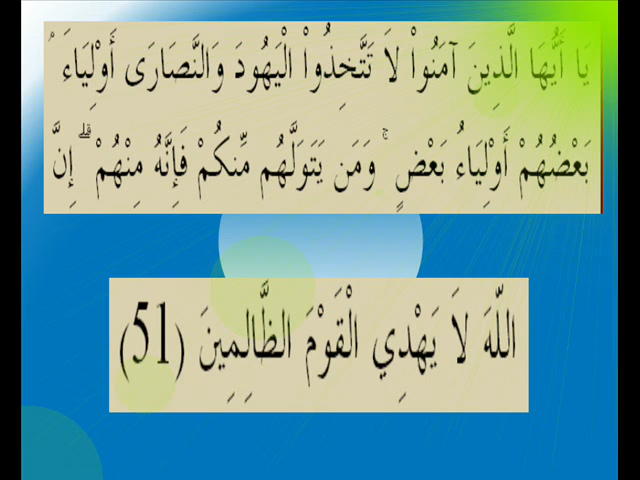 يَا أَيُّهَا الَّذِينَ آمَنُواْ لاَ تَتَّخِذُواْ الْيَهُودَ وَالنَّصَارَى أَوْلِيَاءَ ۘ
بَعْضُهُمْ أَوْلِيَاءُ بَعْضٍ ۚ وَمَن يَتَوَلَّهُم مِّنكُمْ فَإِنَّهُ مِنْهُمْ ۗ إِنَّ
اللّهَ لاَ يَهْدِي الْقَوْمَ الظَّالِمِينَ (51)